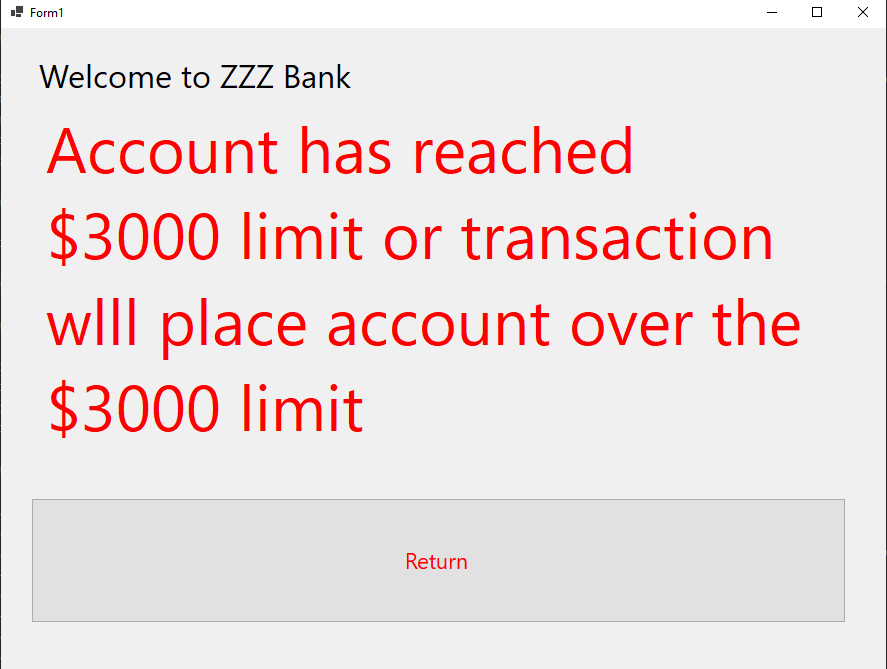 Form1
Welcome to ZZZ Bank
Account has reached
$3000 limit or transaction
wlll place account over the
$3000 limit
Return